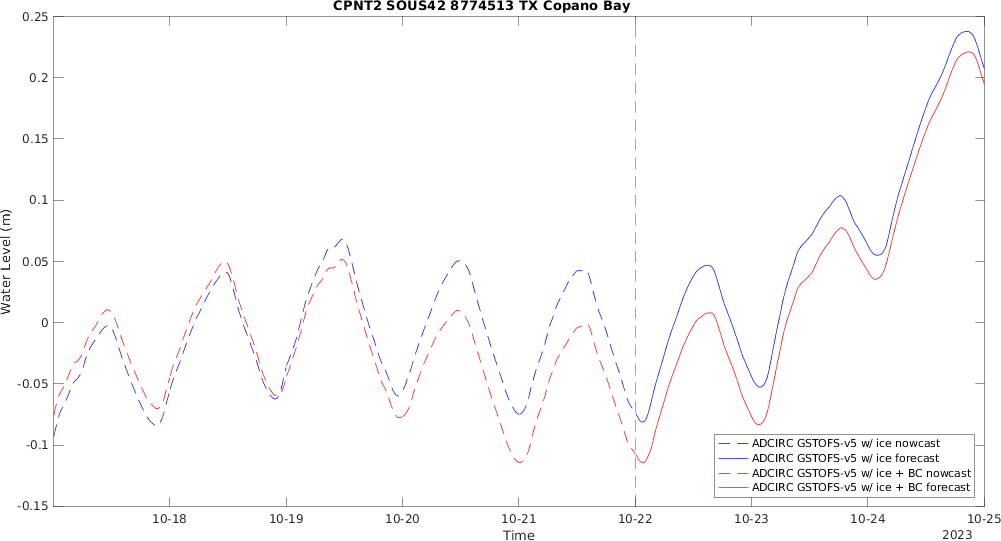 CPNT2 SOUS42 8774513 TX Copano Bay
0.25
0.2
0.15
0.1
0.05
0
-0.05
-0.1
-0.15
Water Level (m)
ADCIRC GSTOFS-v5 w/ ice nowcast
ADCIRC GSTOFS-v5 w/ ice forecast
ADCIRC GSTOFS-v5 w/ ice + BC nowcast
ADCIRC GSTOFS-v5 w/ ice + BC forecast
10-18 10-19 10-20 10-21 10-22 10-23 10-24 10-25
Time
2023